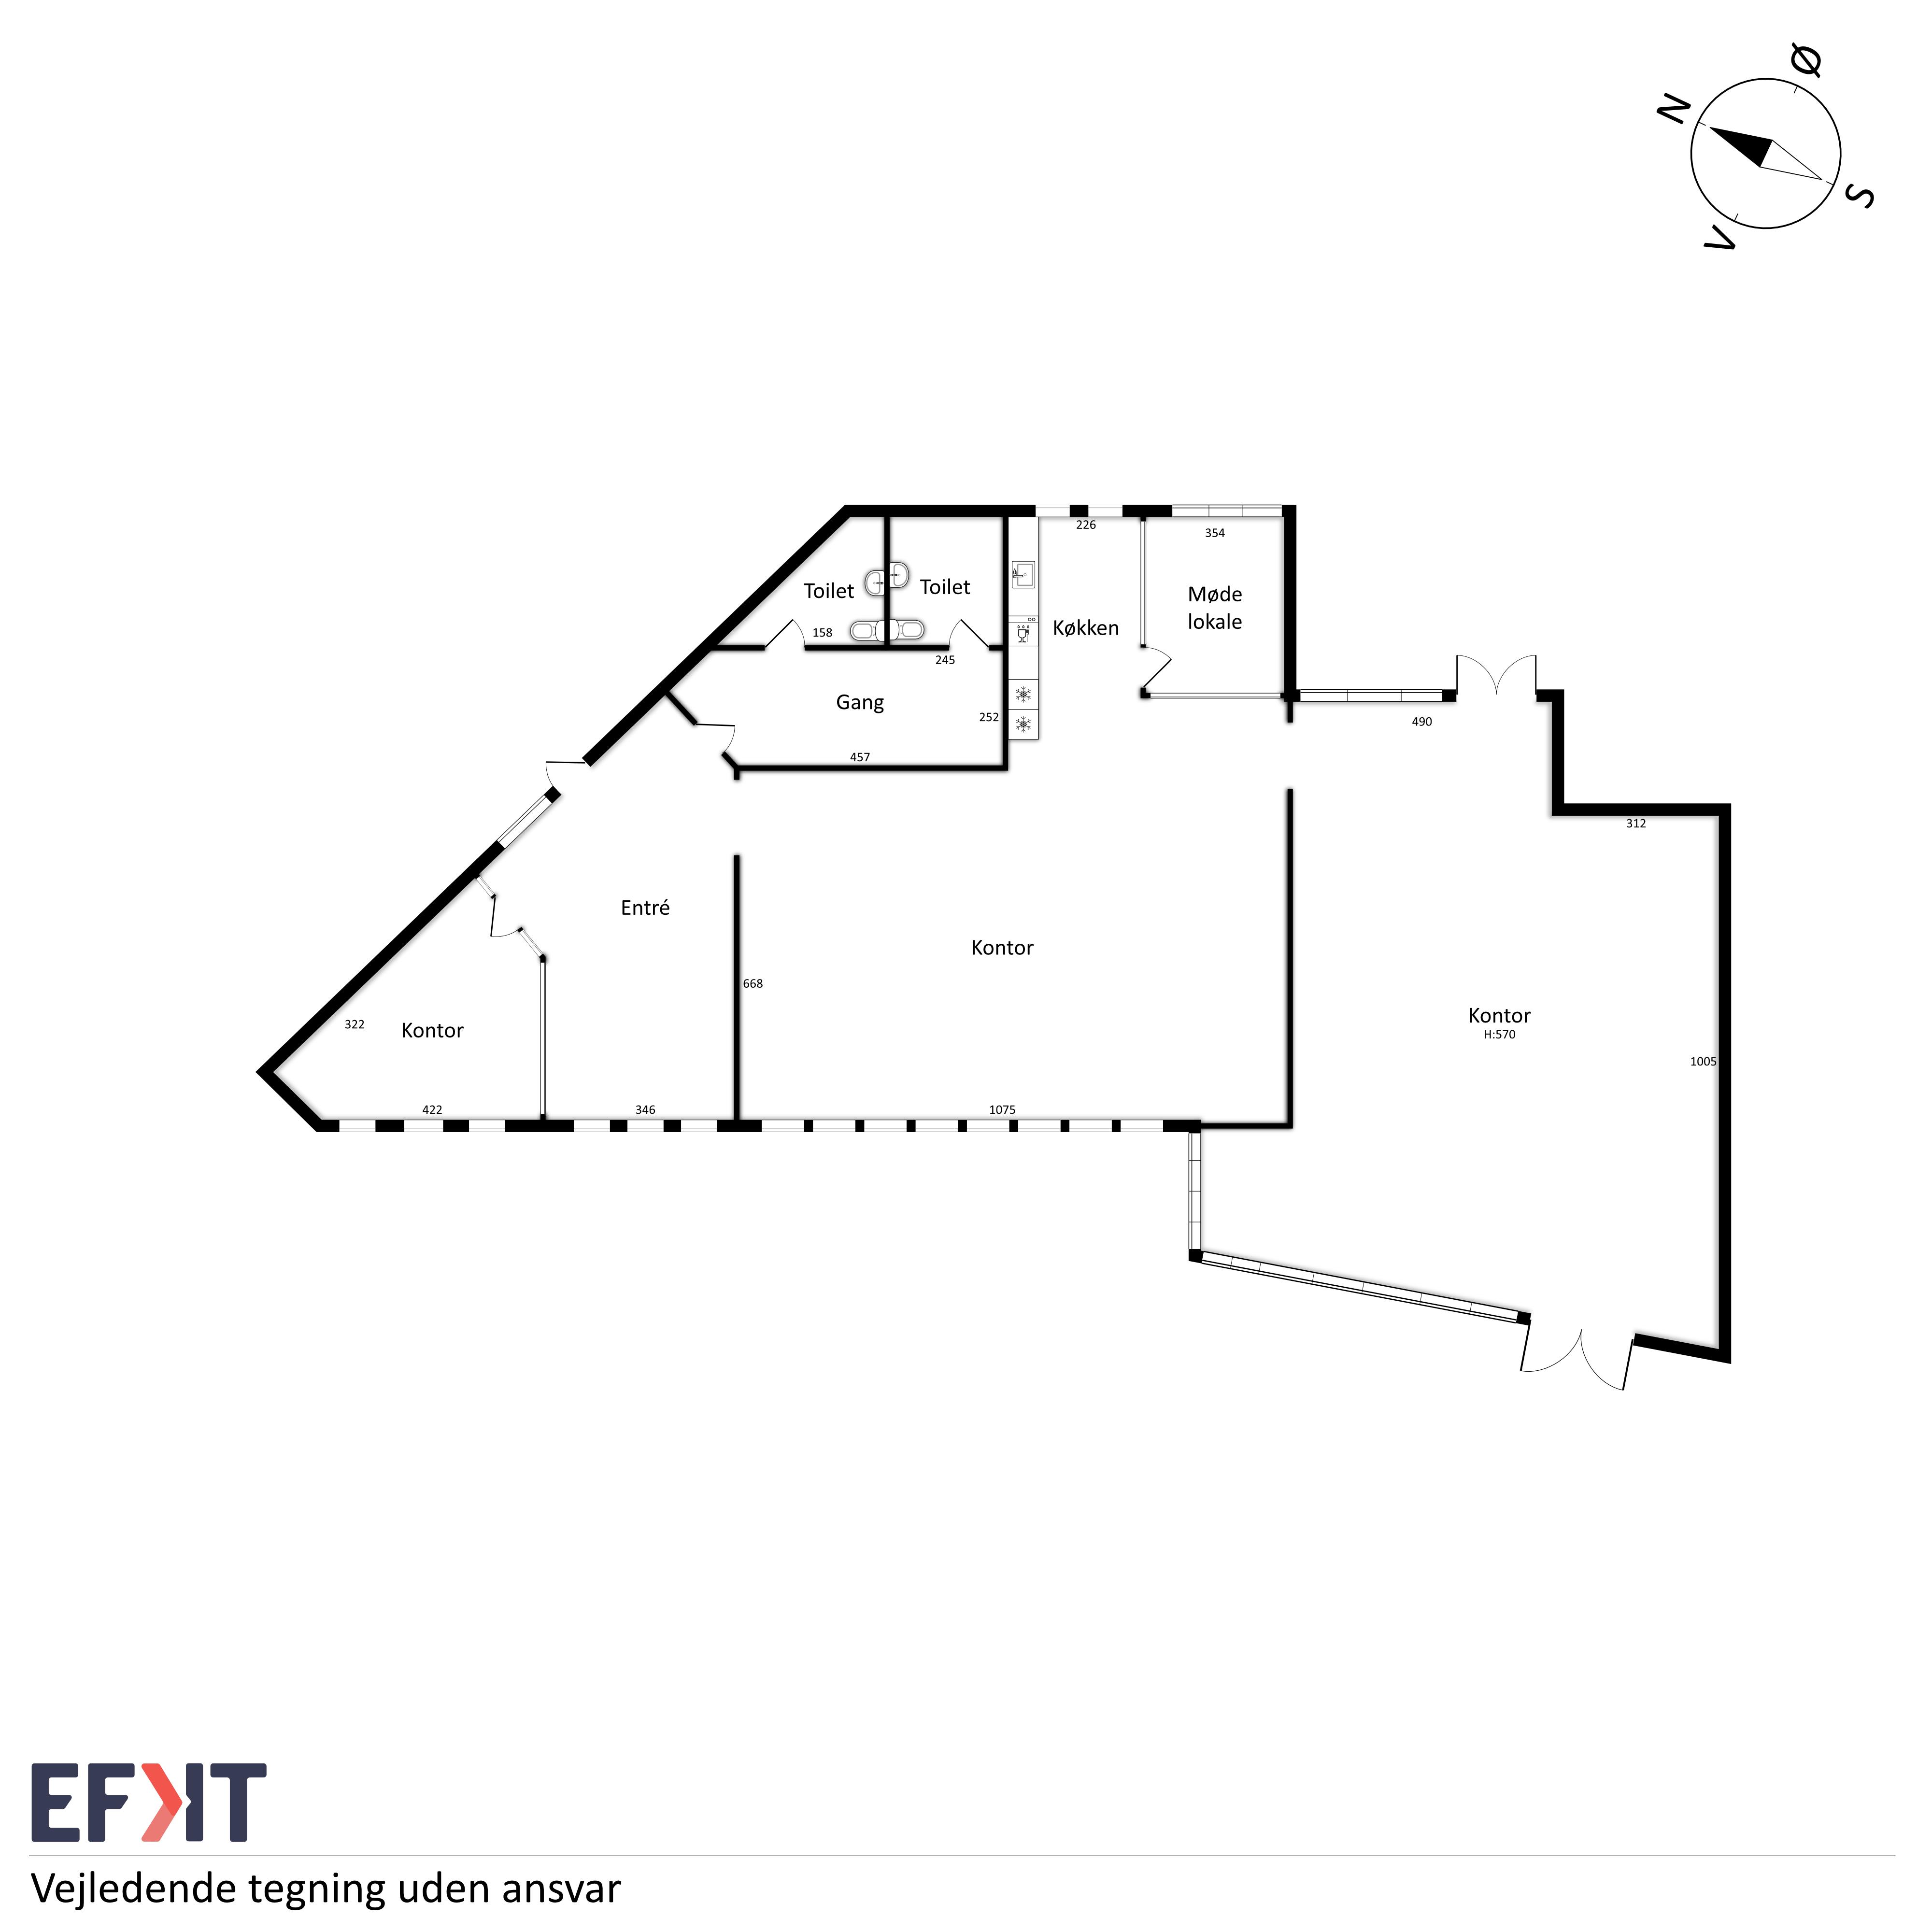 Ø
N
S
V
226
354
Toilet
Toilet
Møde
lokale
Køkken
158
245
Gang
252
490
457
312
Entré
Kontor
668
Kontor
H:570
322
Kontor
1005
422
346
1075
EFKT
Vejledende tegning uden ansvar